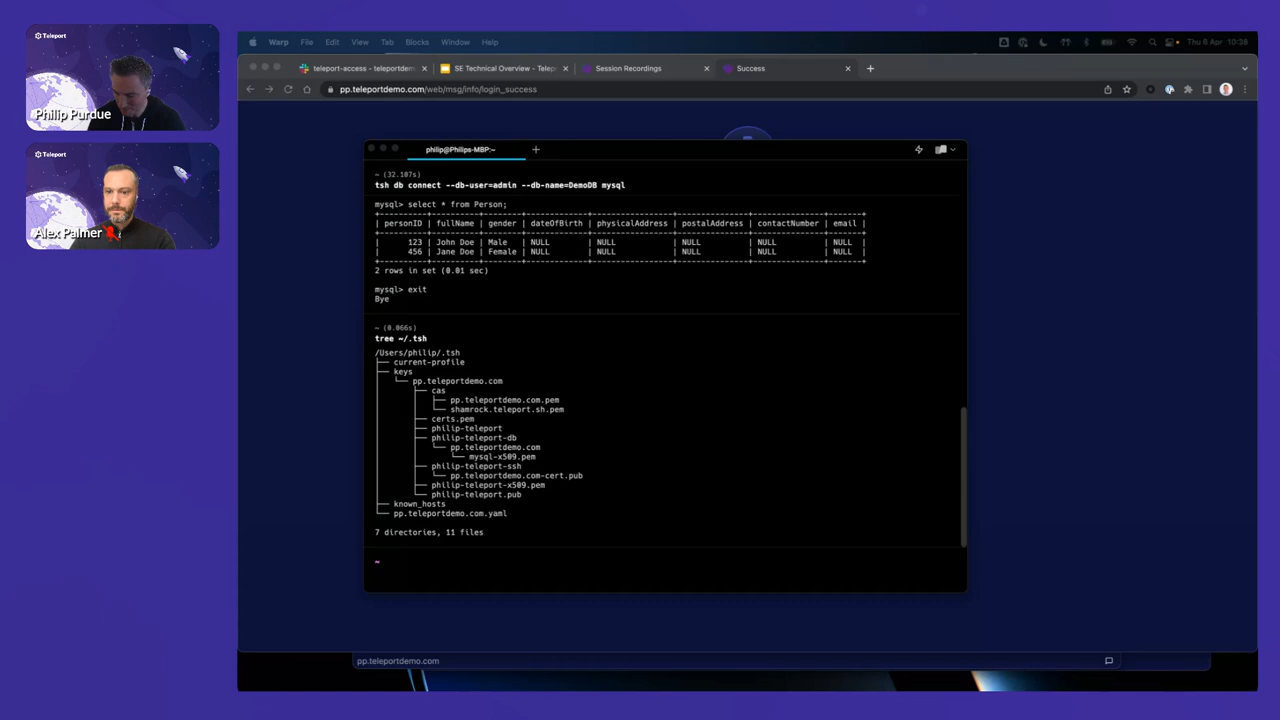 Teleport
Philip Purdue
Teleport
Alex Palmer
Warp File Edit View Tab Blocks Window Help Thu 6 Apr 10:38
teleport-access – teleportdem SE Technical Overview - Telep Session Recordings Success
pp.teleportdemo.com/web/msg/info/login_success
philip@Philips-MBP:~
~ (32.107s)
tsh db connect --db-user=admin --db-name=DemoDB mysql
mysql> select * from Person;
+----------+----------+--------+-------------+-----------------+---------------+---------------+-------+
| personID | fullName | gender | dateOfBirth | physicalAddress | postalAddress | contactNumber | email |
+----------+----------+--------+-------------+-----------------+---------------+---------------+-------+
| 123 | John Doe | Male | NULL | NULL | NULL | NULL | NULL |
| 456 | Jane Doe | Female | NULL | NULL | NULL | NULL | NULL |
+----------+----------+--------+-------------+-----------------+---------------+---------------+-------+
2 rows in set (0.01 sec)
mysql> exit
Bye
~ (0.066s)
tree ~/.tsh
/Users/philip/.tsh
├── current-profile
├── keys
│   └── pp.teleportdemo.com
│       ├── cas
│       │   ├── pp.teleportdemo.com.pem
│       │   └── shamrock.teleport.sh.pem
│       ├── certs.pem
│       ├── philip-teleport
│       ├── philip-teleport-db
│       │   └── pp.teleportdemo.com
│       │       └── mysql-x509.pem
│       ├── philip-teleport-ssh
│       │   └── pp.teleportdemo.com-cert.pub
│       ├── philip-teleport-x509.pem
│       └── philip-teleport.pub
├── known_hosts
└── pp.teleportdemo.com.yaml
7 directories, 11 files
~
pp.teleportdemo.com